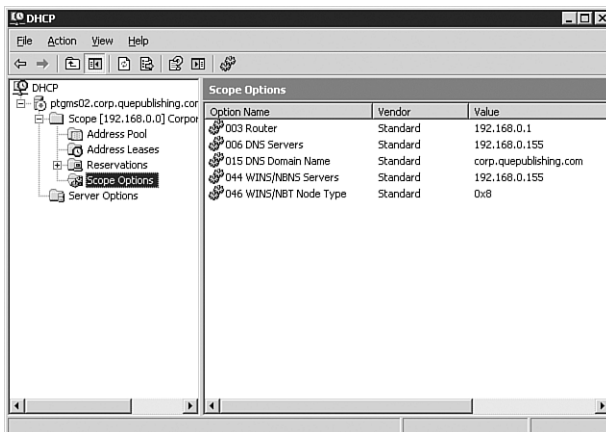 DHCP
File Action View Help
DHCP
ptgms02.corp.quepublishing.cor
Scope [192.168.0.0] Corpor
Address Pool
Address Leases
Reservations
Scope Options
Server Options
Scope Options
Option Name Vendor Value
003 Router Standard 192.168.0.1
006 DNS Servers Standard 192.168.0.155
015 DNS Domain Name Standard corp.quepublishing.com
044 WINS/NBNS Servers Standard 192.168.0.155
046 WINS/NBT Node Type Standard 0x8